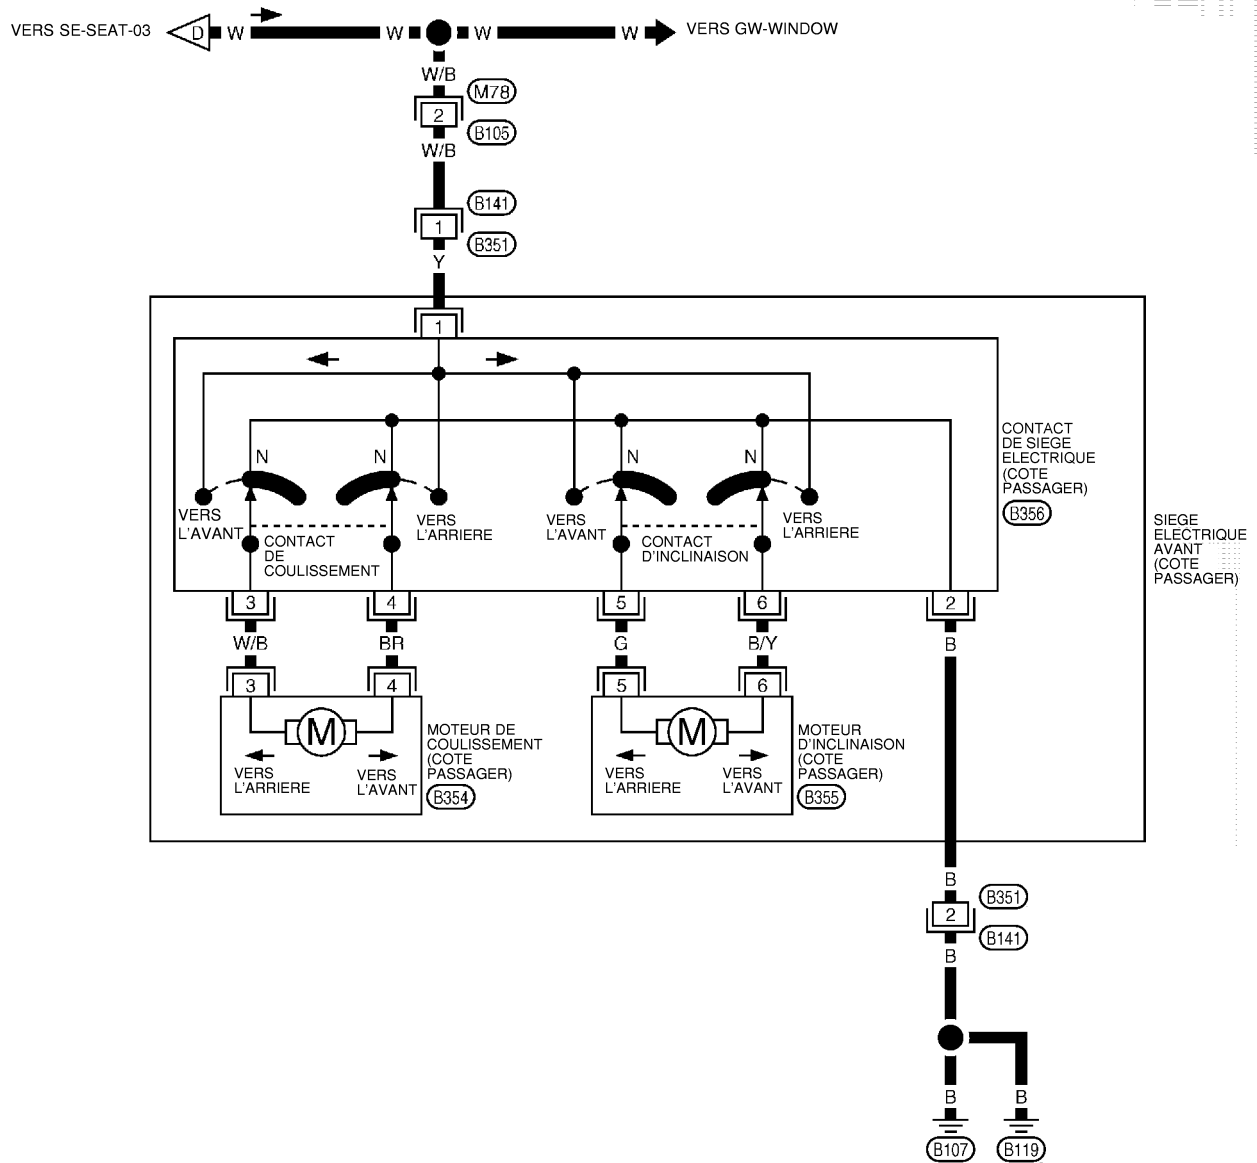 VERS SE-SEAT-03
D
W
W
W
W
VERS GW-WINDOW
W/B
M78
2
B105
W/B
B141
1
B351
Y
1
N
N
N
N
CONTACT
DE SIEGE
ELECTRIQUE
(COTE
PASSAGER)
B356
VERS
L'AVANT
VERS
L'ARRIERE
VERS
L'AVANT
VERS
L'ARRIERE
CONTACT
DE
COULISSEMENT
CONTACT
D'INCLINAISON
SIEGE
ELECTRIQUE
AVANT
(COTE
PASSAGER)
3
4
5
6
2
W/B
BR
G
B/Y
B
3
4
5
6
M
M
MOTEUR DE
COULISSEMENT
(COTE
PASSAGER)
B354
MOTEUR
D'INCLINAISON
(COTE
PASSAGER)
B355
VERS
L'ARRIERE
VERS
L'AVANT
VERS
L'ARRIERE
VERS
L'AVANT
B
B351
2
B141
B
B
B
B107
B119